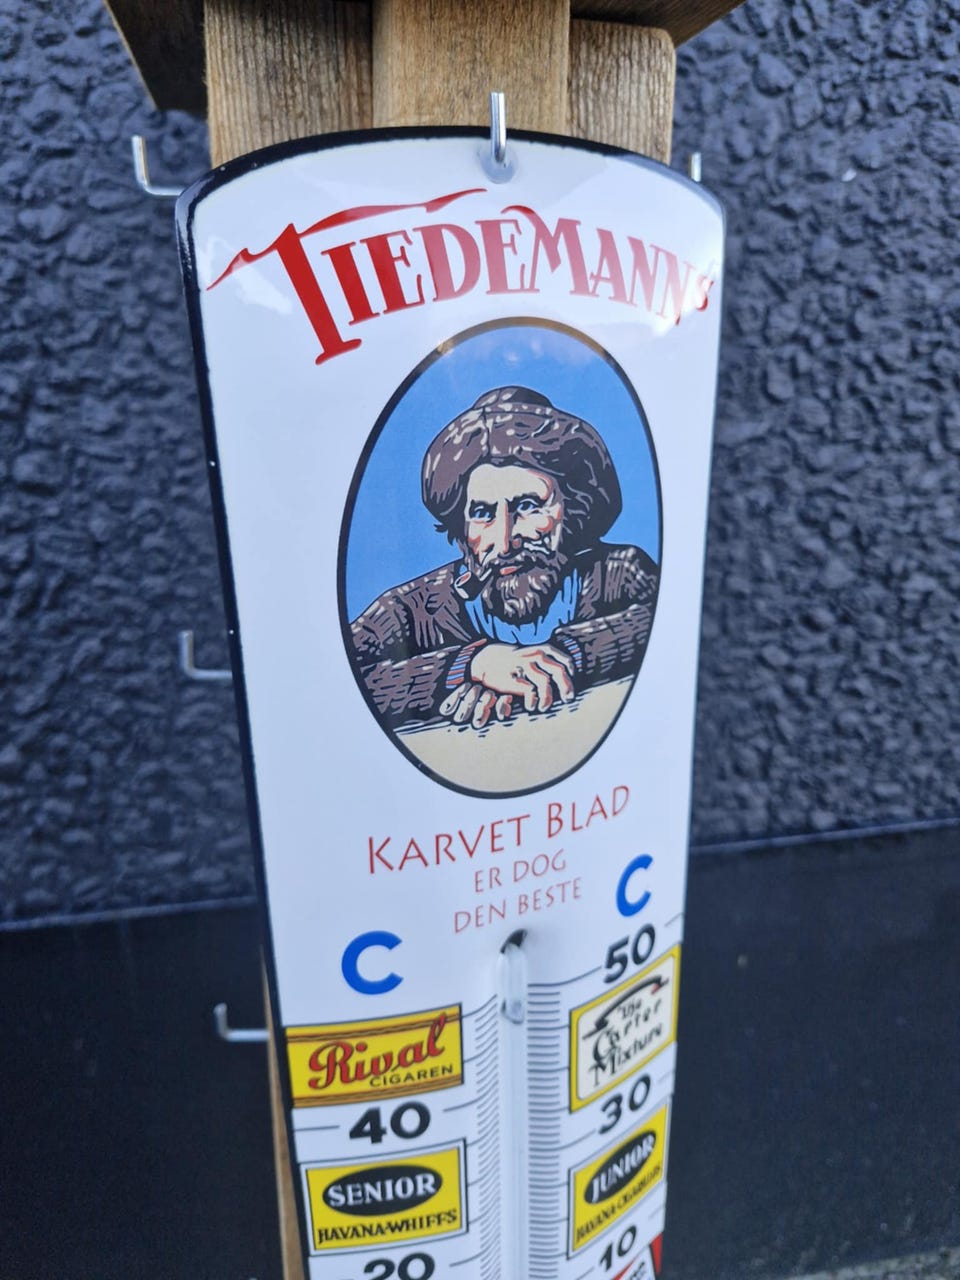 TIEDEMANNS
KARVET BLAD
ER DOG
DEN BESTE
C
C
50
Rival
CIGAREN
The
Carter
Mixture
40
30
SENIOR
HAVANA-WHIFFS
JUNIOR
HAVANA-CIGARILLOS
20
10